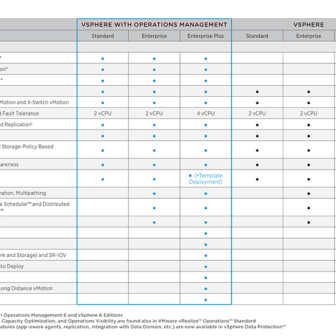 VSPHERE WITH OPERATIONS MANAGEMENT VSPHERE
Standard Enterprise Enterprise Plus Standard Enterprise
Motion and X-Switch vMotion
Fault Tolerance 2 vCPU 2 vCPU 4 vCPU 2 vCPU 2 vCPU
d Replication
Storage-Policy Based
areness
(+Template
Deployment)
ration, Multipathing
e Scheduler™ and Distributed
rk and Storage) and SR-IOV
to Deploy
Long Distance vMotion
h Operations Management 6 and vSphere 6 Editions
Capacity Optimization, and Operations Visibility are found also in VMware vRealize™ Operations™ Standard
eatures (app-aware agents, replication, integration with Data Domain, etc.) are now available in vSphere Data Protection™